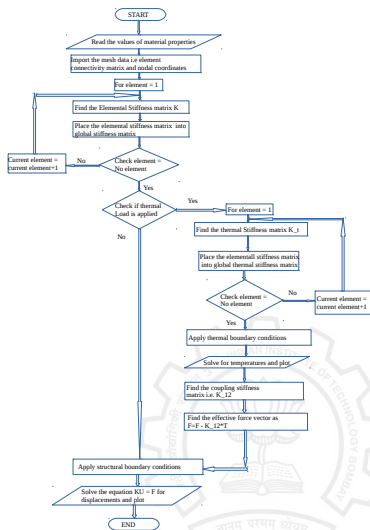 START
Read the values of material properties
Import the mesh data i.e element
connectivity matrix and nodal coordinates
For element = 1
Find the Elemental Stiffness matrix K
Place the elemental matrix into
global stiffness matrix
Check element =
No element
No
Current element =
current element+1
Yes
Check if thermal
Load is applied
Yes
No
For element = 1
Find the thermal Stiffness matrix K_t
Place the elementall stiffness matrix
into global thermal stiffness matrix
Check element =
No element
No
Current element =
current element+1
Yes
Apply thermal boundary conditions
Solve for temperatures and plot
Find the coupling stiffness
matrix i.e. K_12
Find the effective force vector as
F=F - K_12*T
Apply structural boundary conditions
Solve the equation KU = F for
displacements and plot
END
INDIAN INSTITUTE OF TECHNOLOGY BOMBAY